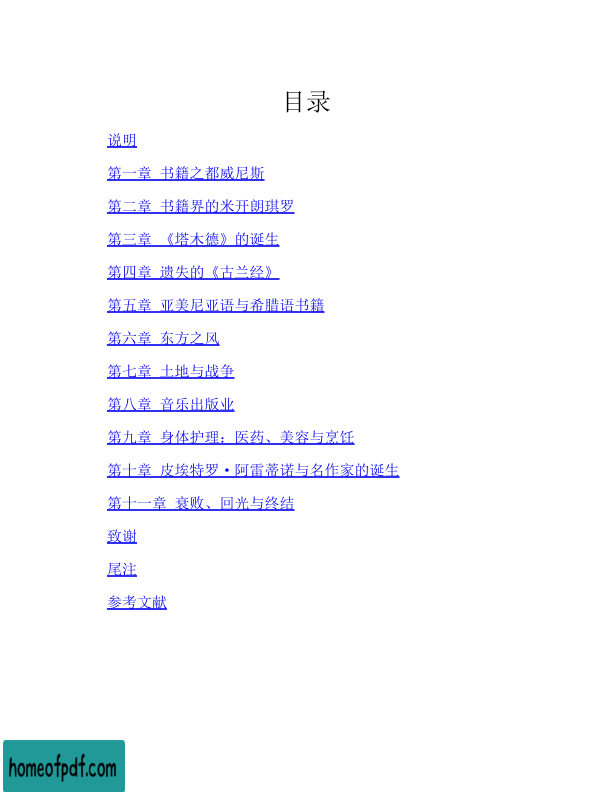 目录
说明
第一章 书籍之都威尼斯
第二章 书籍界的米开朗琪罗
第三章 《塔木德》的诞生
第四章 遗失的《古兰经》
第五章 亚美尼亚语与希腊语书籍
第六章 东方之风
第七章 土地与战争
第八章 音乐出版业
第九章 身体护理：医药、美容与烹饪
第十章 皮埃特罗·阿雷蒂诺与名作家的诞生
第十一章 衰败、回光与终结
致谢
尾注
参考文献
homeofpdf.com